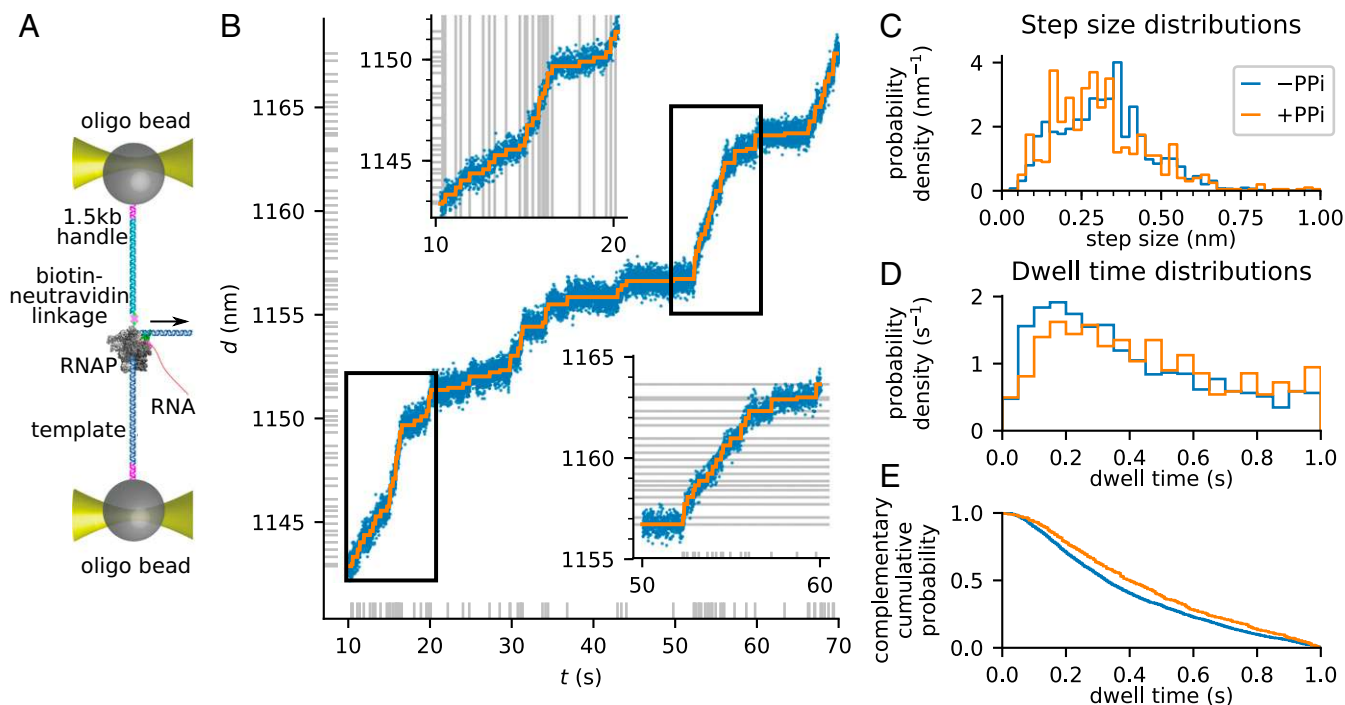 A
oligo bead
1.5kb
handle
biotin-
neutravidin
linkage
RNAP
RNA
template
oligo bead
B
d (nm)
1165
1160
1155
1150
1145
10
20
30
40
50
60
70
t (s)
1150
1145
10
20
1165
1160
1155
50
60
C
Step size distributions
probability
density (nm⁻¹)
4
2
0
0.00
0.25
0.50
0.75
1.00
step size (nm)
−PPi
+PPi
D
Dwell time distributions
probability
density (s⁻¹)
2
1
0
0.0
0.2
0.4
0.6
0.8
1.0
dwell time (s)
E
complementary
cumulative
probability
1.0
0.5
0.0
0.0
0.2
0.4
0.6
0.8
1.0
dwell time (s)